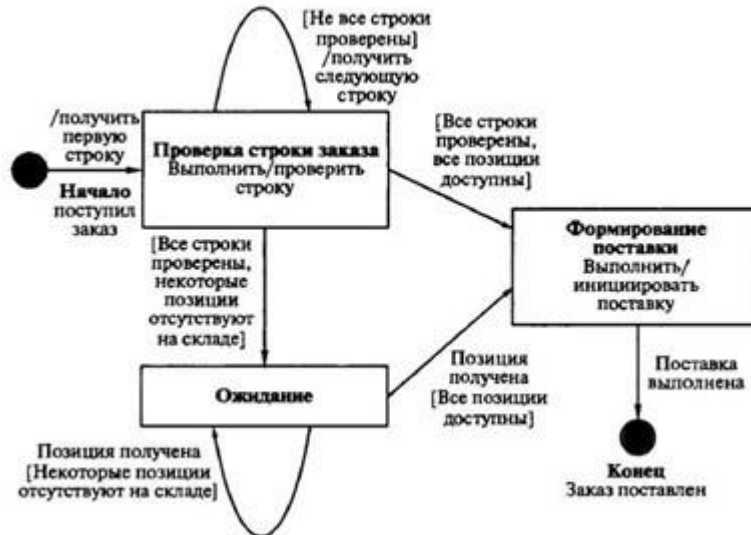 [Не все строки
проверены]
/получить
следующую
строку
/получить
первую
строку
Начало
поступил
заказ
Проверка строки заказа
Выполнить/проверить
строку
[Все строки
проверены,
все позиции
доступны]
[Все строки
проверены,
некоторые
позиции
отсутствуют
на складе]
Формирование
поставки
Выполнить/
инициировать
поставку
Ожидание
Позиция
получена
[Все позиции
доступны]
Поставка
выполнена
Позиция получена
[Некоторые позиции
отсутствуют на складе]
Конец
Заказ поставлен